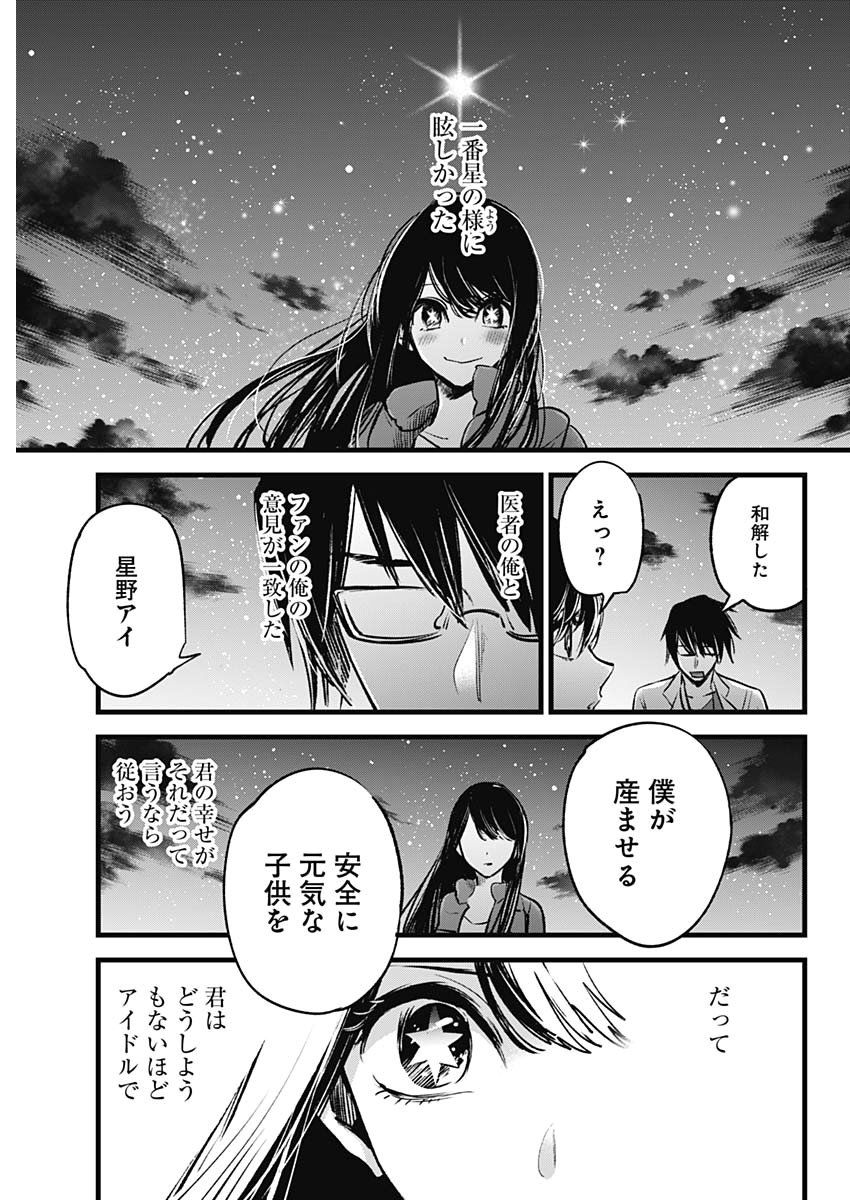 一番星の様に
眩しかった
和解した
えっ?
医者の俺と
ファンの俺の
意見が一致した
星野アイ
僕が
産ませる
安全に
元気な
子供を
君の幸せが
それだって
言うなら
従おう
だって
君は
どうしよう
もないほど
アイドルで